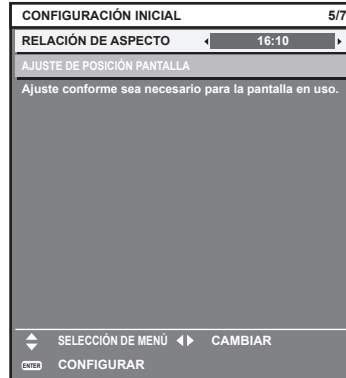 CONFIGURACIÓN INICIAL 5/7
RELACIÓN DE ASPECTO 16:10
AJUSTE DE POSICIÓN PANTALLA
Ajuste conforme sea necesario para la pantalla en uso.
SELECCIÓN DE MENÚ CAMBIAR
ENTER CONFIGURAR